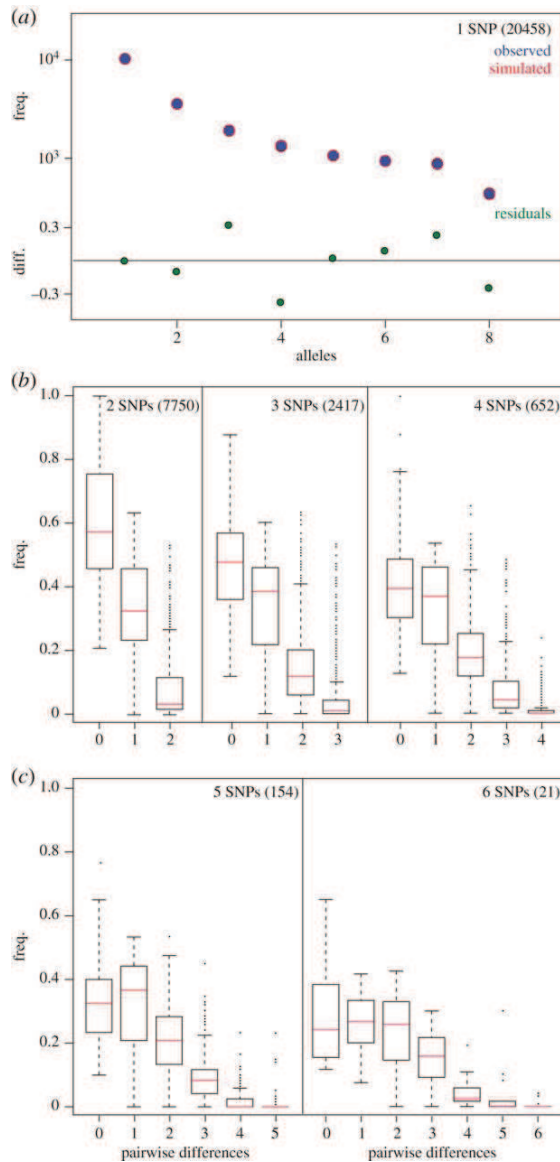 (a)
1 SNP (20458)
observed
simulated
10⁴
freq.
10³
residuals
0.3
diff.
–0.3
2 4 6 8
alleles
(b)
2 SNPs (7750) 3 SNPs (2417) 4 SNPs (652)
1.0
0.8
0.6
freq.
0.4
0.2
0
0 1 2 0 1 2 3 0 1 2 3 4
(c)
5 SNPs (154) 6 SNPs (21)
1.0
0.8
0.6
freq.
0.4
0.2
0
0 1 2 3 4 5 0 1 2 3 4 5 6
pairwise differences pairwise differences